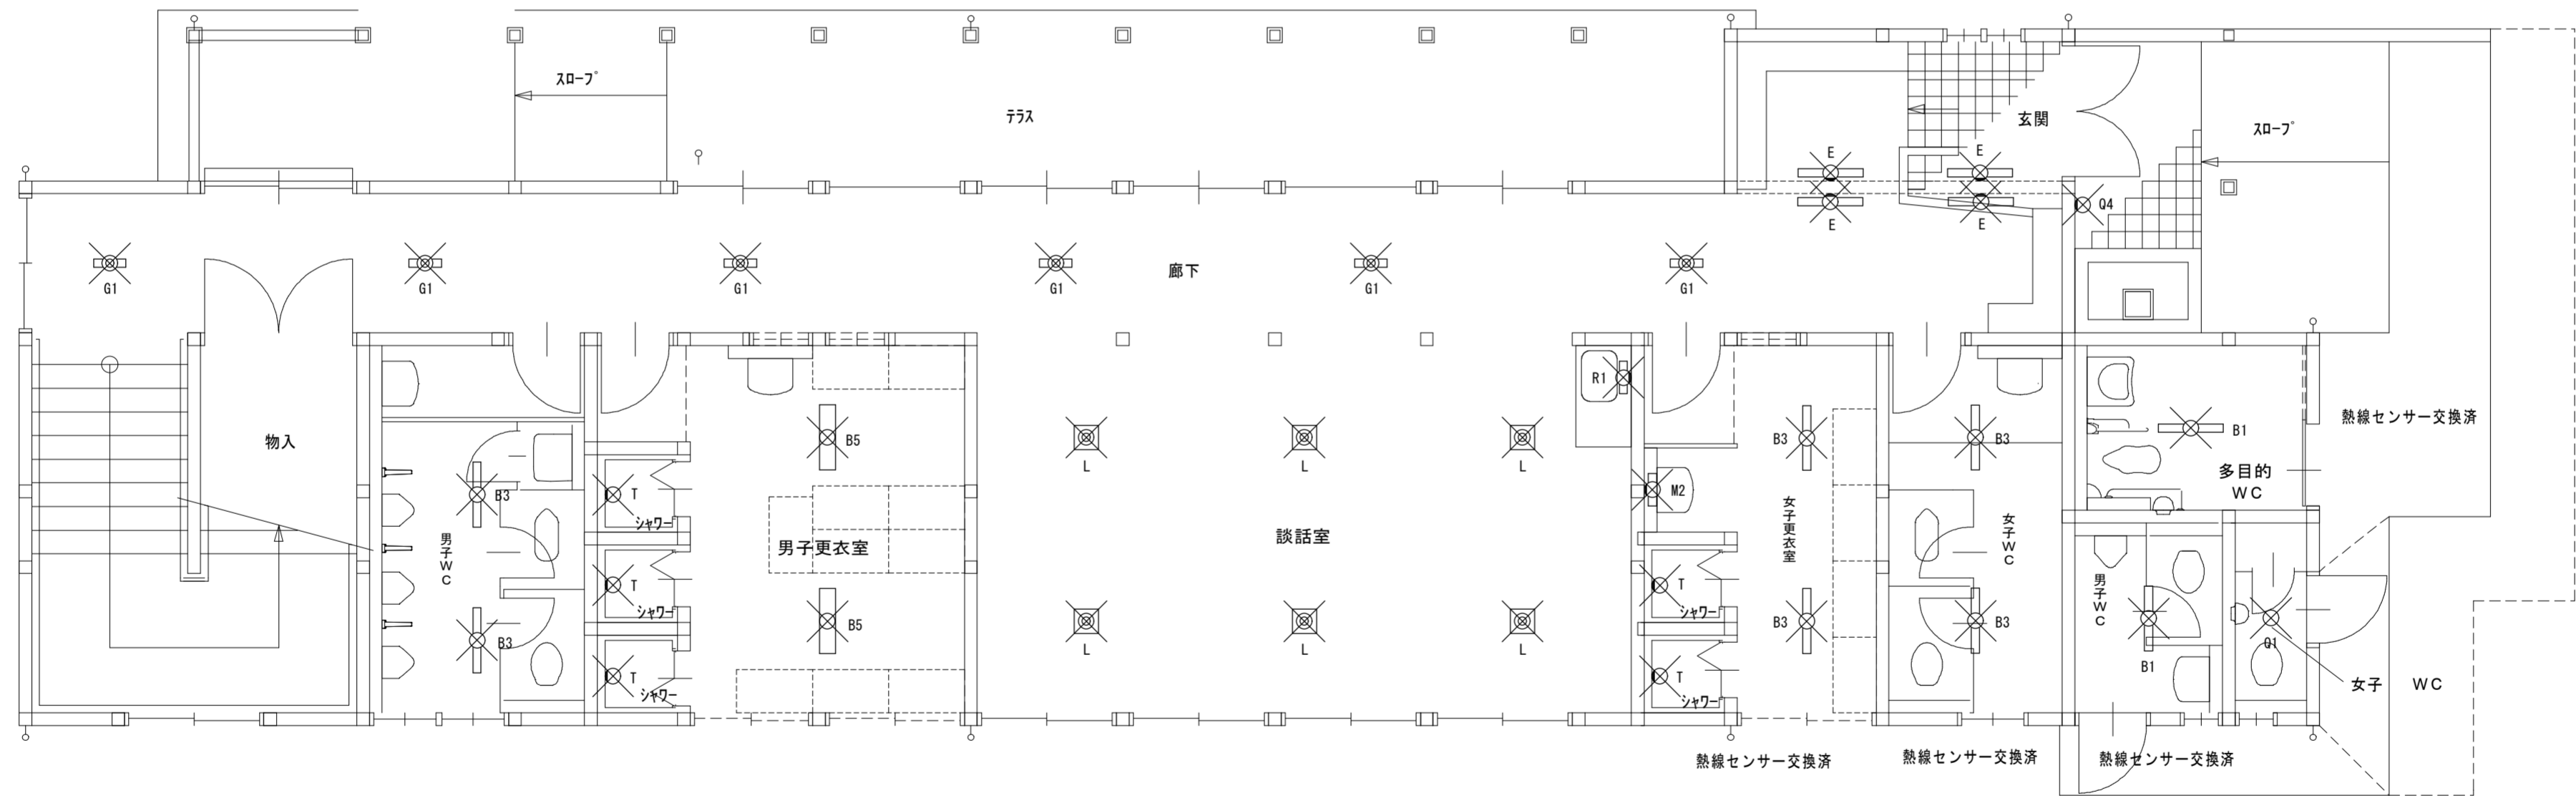 スロープ
テラス
玄関
スロープ
E
E
Q4
E
E
G1
G1
G1
G1
廊下
G1
G1
R1
熱線センサー交換済
物入
B5
B3
B3
B1
L
L
L
多目的
WC
B3
T
シャワー
M2
男子WC
男子更衣室
談話室
女子更衣室
女子WC
T
シャワー
T
シャワー
男子WC
B3
B5
L
L
L
B3
B3
Q1
B1
T
シャワー
T
シャワー
女子 WC
熱線センサー交換済
熱線センサー交換済
熱線センサー交換済